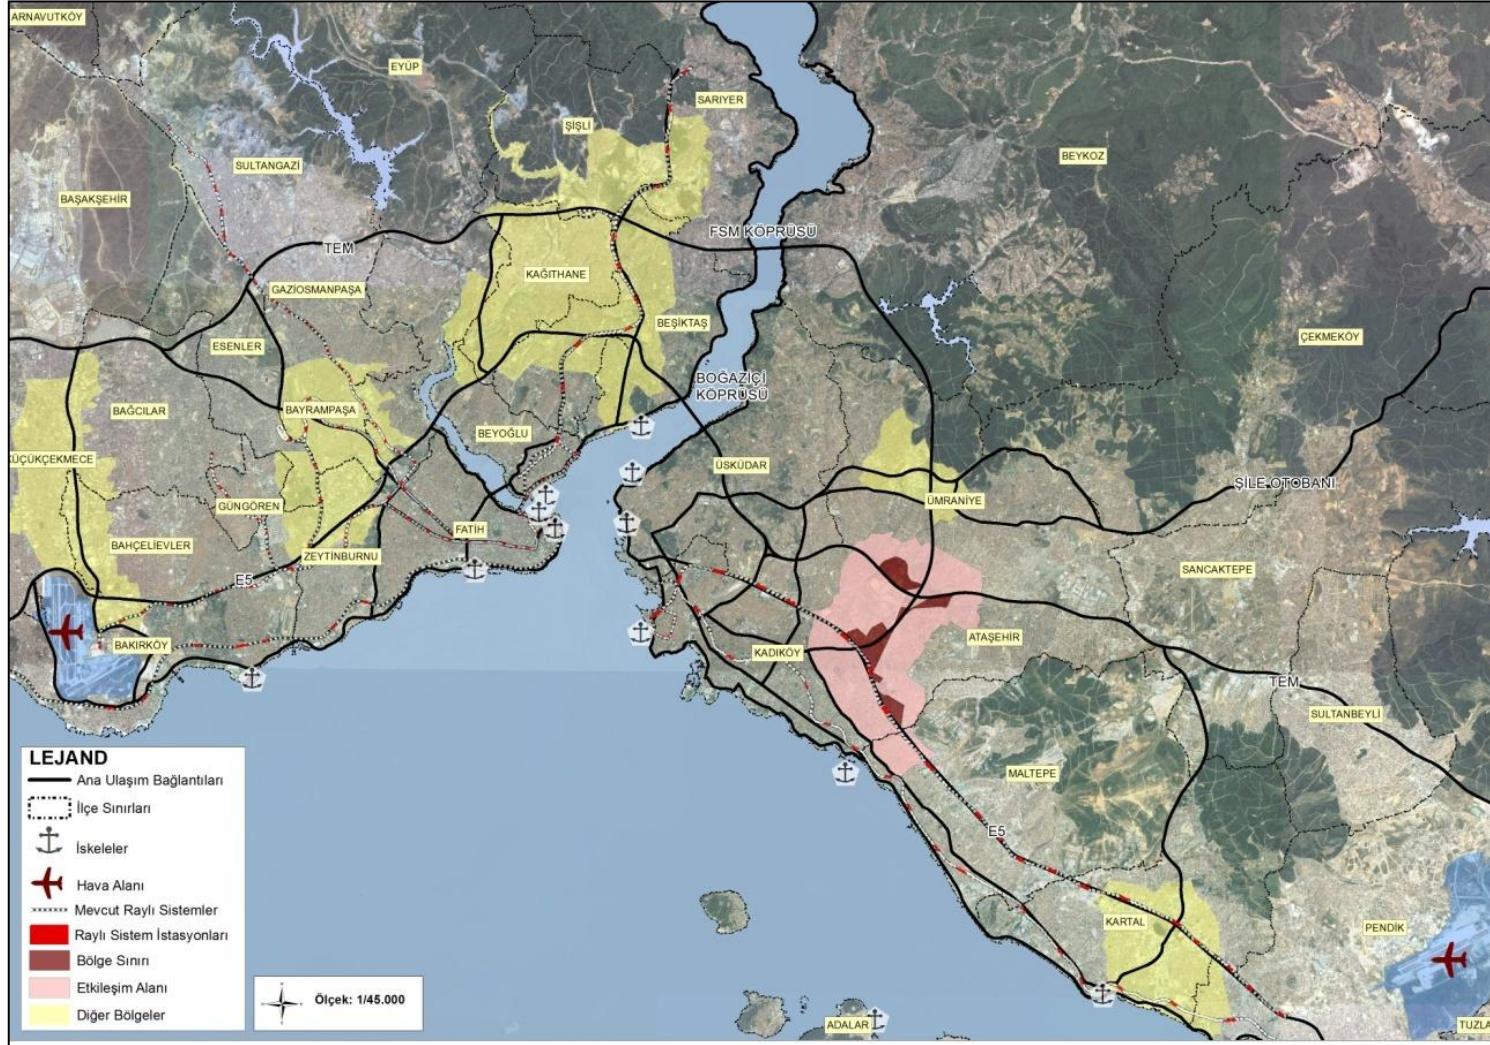 ARNAVUTKÖY
EYÜP
SARIYER
ŞİŞLİ
SULTANGAZİ
BEYKOZ
BAŞAKŞEHİR
FSM KÖPRÜSÜ
TEM
KAĞITHANE
GAZİOSMANPAŞA
BEŞİKTAŞ
ÇEKMEKÖY
ESENLER
BOĞAZİÇİ
KÖPRÜSÜ
BAĞCILAR
BAYRAMPAŞA
BEYOĞLU
KÜÇÜKÇEKMECE
ÜSKÜDAR
ŞİLE OTOBANI
ÜMRANİYE
GÜNGÖREN
FATİH
BAHÇELİEVLER
ZEYTİNBURNU
E5
SANCAKTEPE
ATAŞEHİR
BAKIRKÖY
KADIKÖY
TEM
SULTANBEYLİ
MALTEPE
E5
KARTAL
PENDİK
ADALAR
TUZLA
LEJAND
Ana Ulaşım Bağlantıları
İlçe Sınırları
İskeleler
Hava Alanı
Mevcut Raylı Sistemler
Raylı Sistem İstasyonları
Bölge Sınırı
Etkileşim Alanı
Diğer Bölgeler
Ölçek: 1/45.000